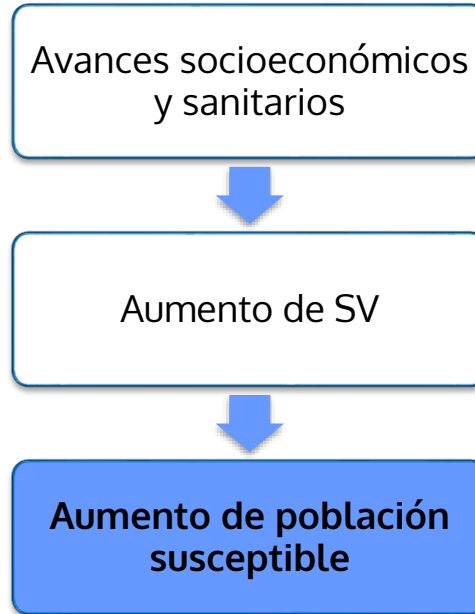 Avances socioeconómicos
y sanitarios
Aumento de SV
Aumento de población
susceptible